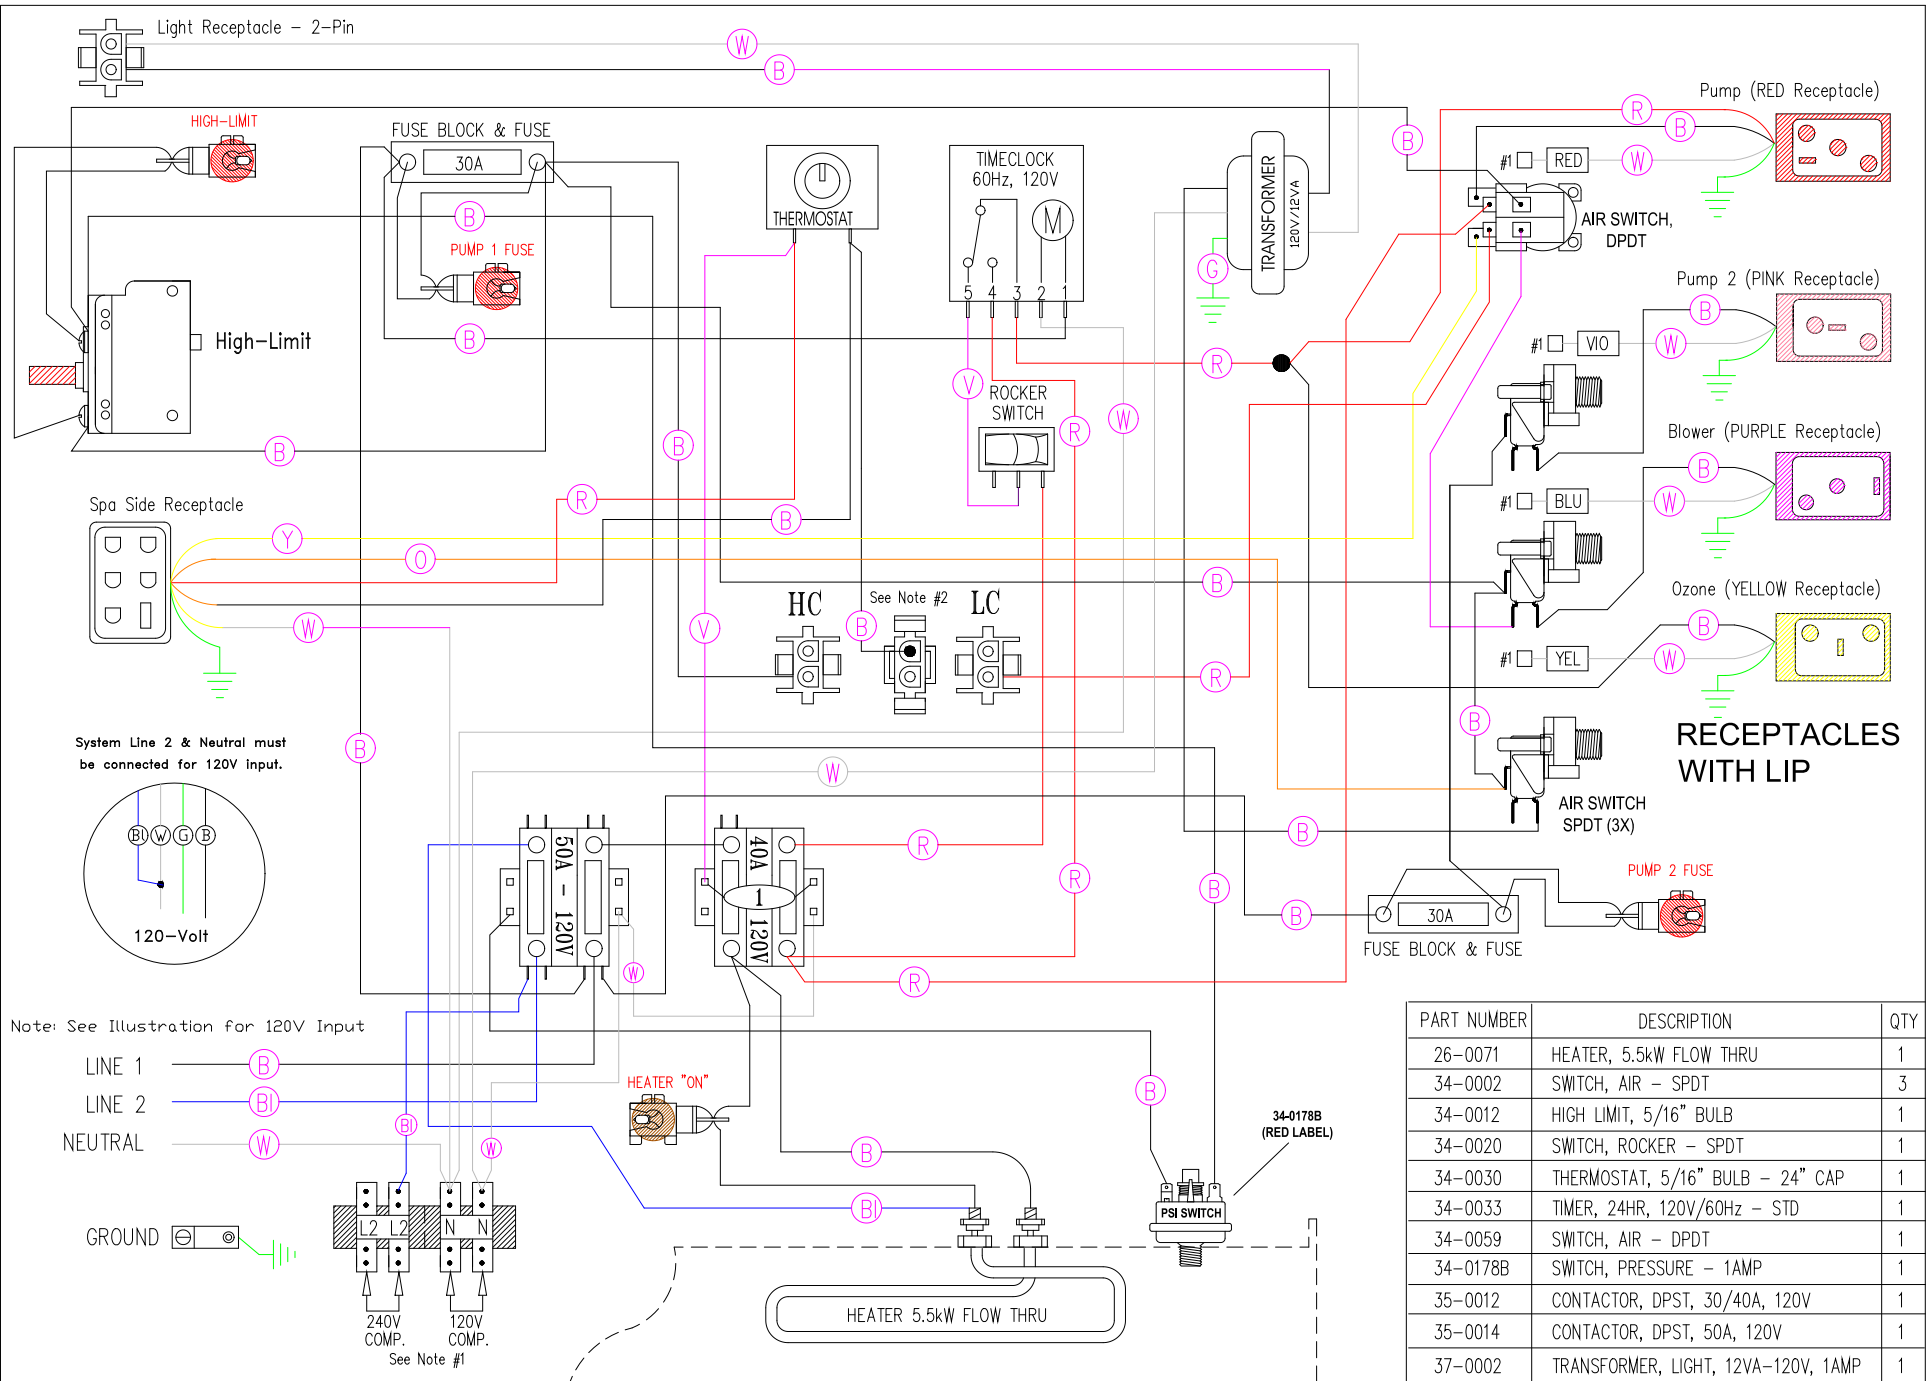 Light Receptacle - 2-Pin
W
B
HIGH-LIMIT
FUSE BLOCK & FUSE
30A
B
PUMP 1 FUSE
B
High-Limit
B
THERMOSTAT
TIMECLOCK
60Hz, 120V
M
5 4 3 2 1
V
ROCKER
SWITCH
R
W
TRANSFORMER
120V/12VA
G
R
B
R
B
Pump (RED Receptacle)
#1 RED W
AIR SWITCH,
DPDT
Pump 2 (PINK Receptacle)
B
#1 VIO W
Blower (PURPLE Receptacle)
B
#1 BLU W
Ozone (YELLOW Receptacle)
B
#1 YEL W
B
RECEPTACLES
WITH LIP
AIR SWITCH
SPDT (3X)
Spa Side Receptacle
R
B
Y
O
W
B
V
B
B
HC
See Note #2
LC
R
B
W
B
System Line 2 & Neutral must
be connected for 120V input.
Bl W G B
120-Volt
50A - 120V
40A 120V
1
R
R
R
W
B
B
30A
FUSE BLOCK & FUSE
PUMP 2 FUSE
Note: See Illustration for 120V Input
LINE 1 B
LINE 2 Bl
NEUTRAL W
GROUND
Bl
W
L2 L2 N N
240V
COMP.
120V
COMP.
See Note #1
HEATER "ON"
B
Bl
B
34-0178B
(RED LABEL)
PSI SWITCH
HEATER 5.5kW FLOW THRU
PART NUMBER DESCRIPTION QTY
26-0071 HEATER, 5.5kW FLOW THRU 1
34-0002 SWITCH, AIR - SPDT 3
34-0012 HIGH LIMIT, 5/16" BULB 1
34-0020 SWITCH, ROCKER - SPDT 1
34-0030 THERMOSTAT, 5/16" BULB - 24" CAP 1
34-0033 TIMER, 24HR, 120V/60Hz - STD 1
34-0059 SWITCH, AIR - DPDT 1
34-0178B SWITCH, PRESSURE - 1AMP 1
35-0012 CONTACTOR, DPST, 30/40A, 120V 1
35-0014 CONTACTOR, DPST, 50A, 120V 1
37-0002 TRANSFORMER, LIGHT, 12VA-120V, 1AMP 1